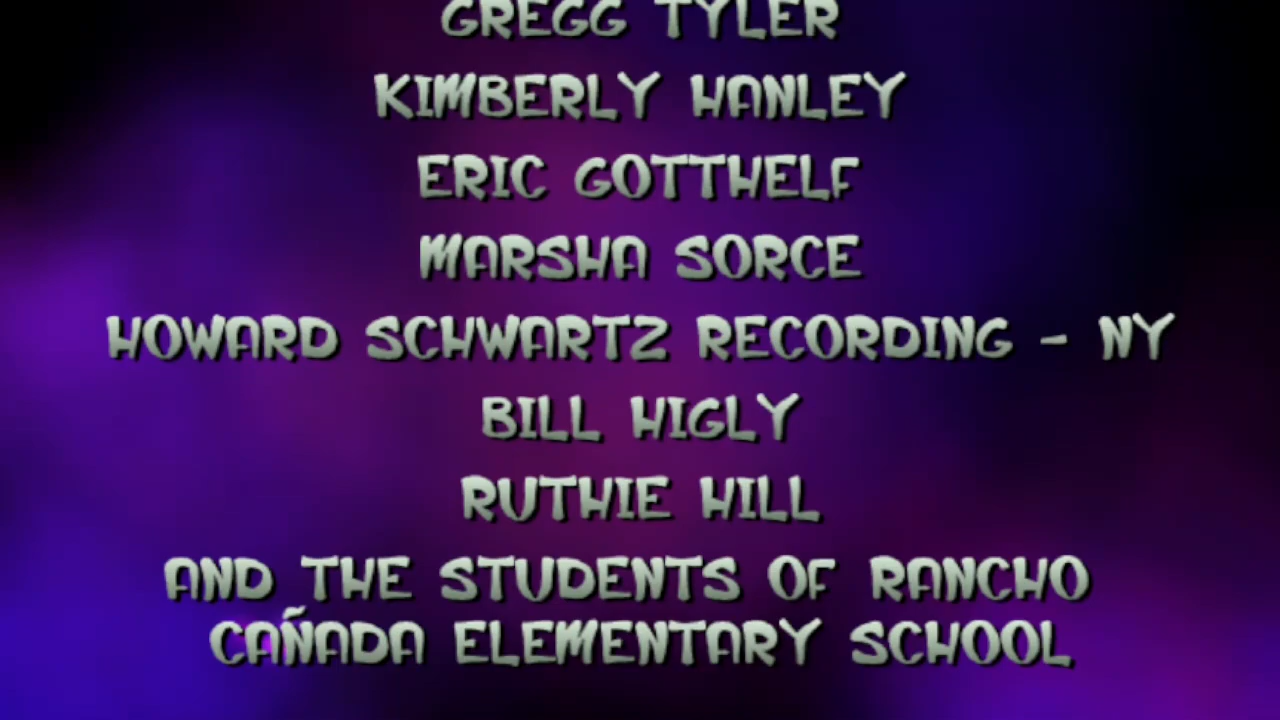 GREGG TYLER
KIMBERLY HANLEY
ERIC GOTTHELF
MARSHA SORCE
HOWARD SCHWARTZ RECORDING - NY
BILL HIGLY
RUTHIE HILL
AND THE STUDENTS OF RANCHO
CAÑADA ELEMENTARY SCHOOL